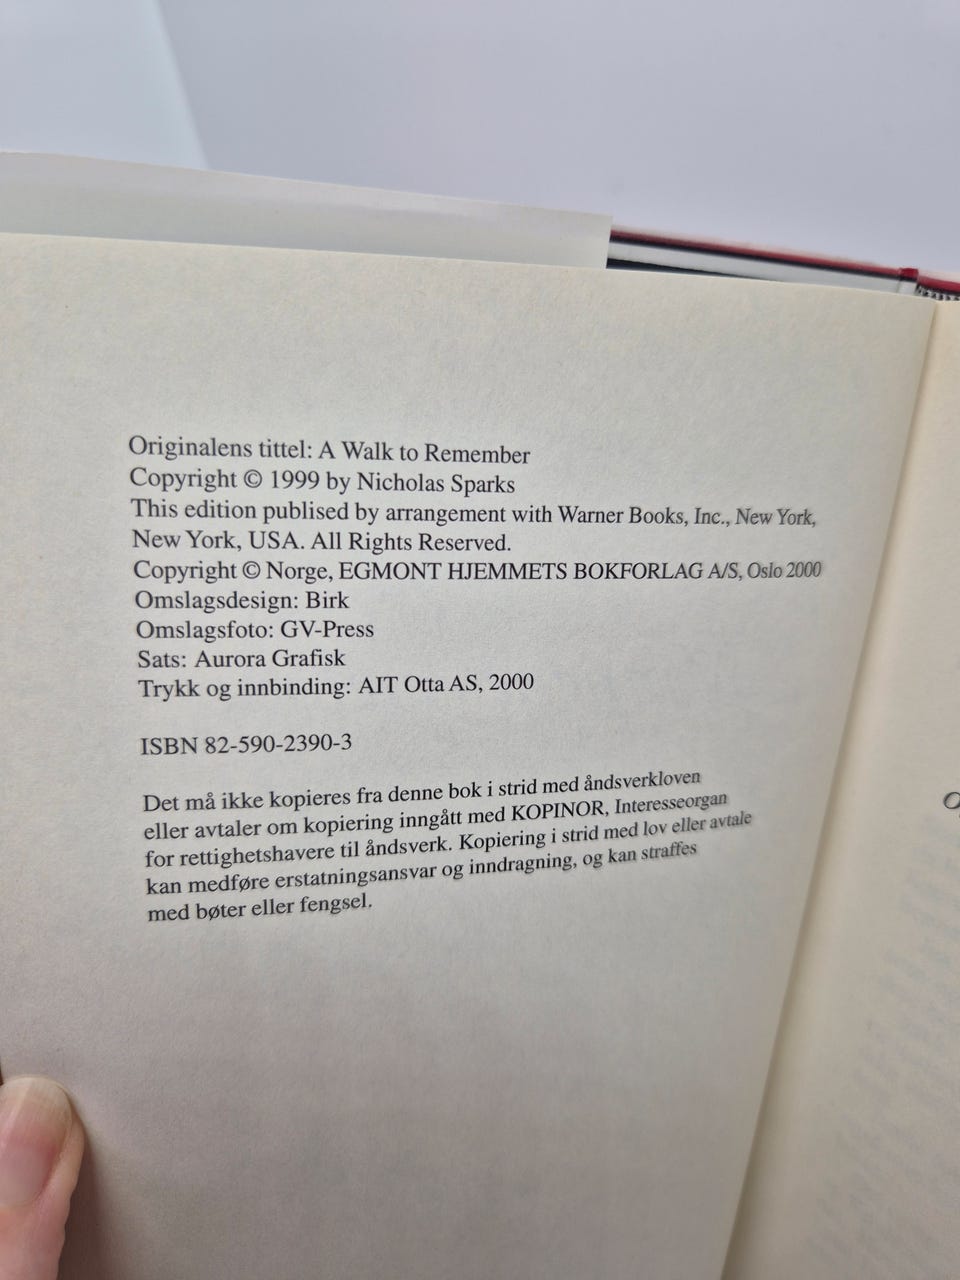 Originalens tittel: A Walk to Remember
Copyright © 1999 by Nicholas Sparks
This edition publised by arrangement with Warner Books, Inc., New York,
New York, USA. All Rights Reserved.
Copyright © Norge, EGMONT HJEMMETS BOKFORLAG A/S, Oslo 2000
Omslagsdesign: Birk
Omslagsfoto: GV-Press
Sats: Aurora Grafisk
Trykk og innbinding: AIT Otta AS, 2000
ISBN 82-590-2390-3
Det må ikke kopieres fra denne bok i strid med åndsverkloven
eller avtaler om kopiering inngått med KOPINOR, Interesseorgan
for rettighetshavere til åndsverk. Kopiering i strid med lov eller avtale
kan medføre erstatningsansvar og inndragning, og kan straffes
med bøter eller fengsel.